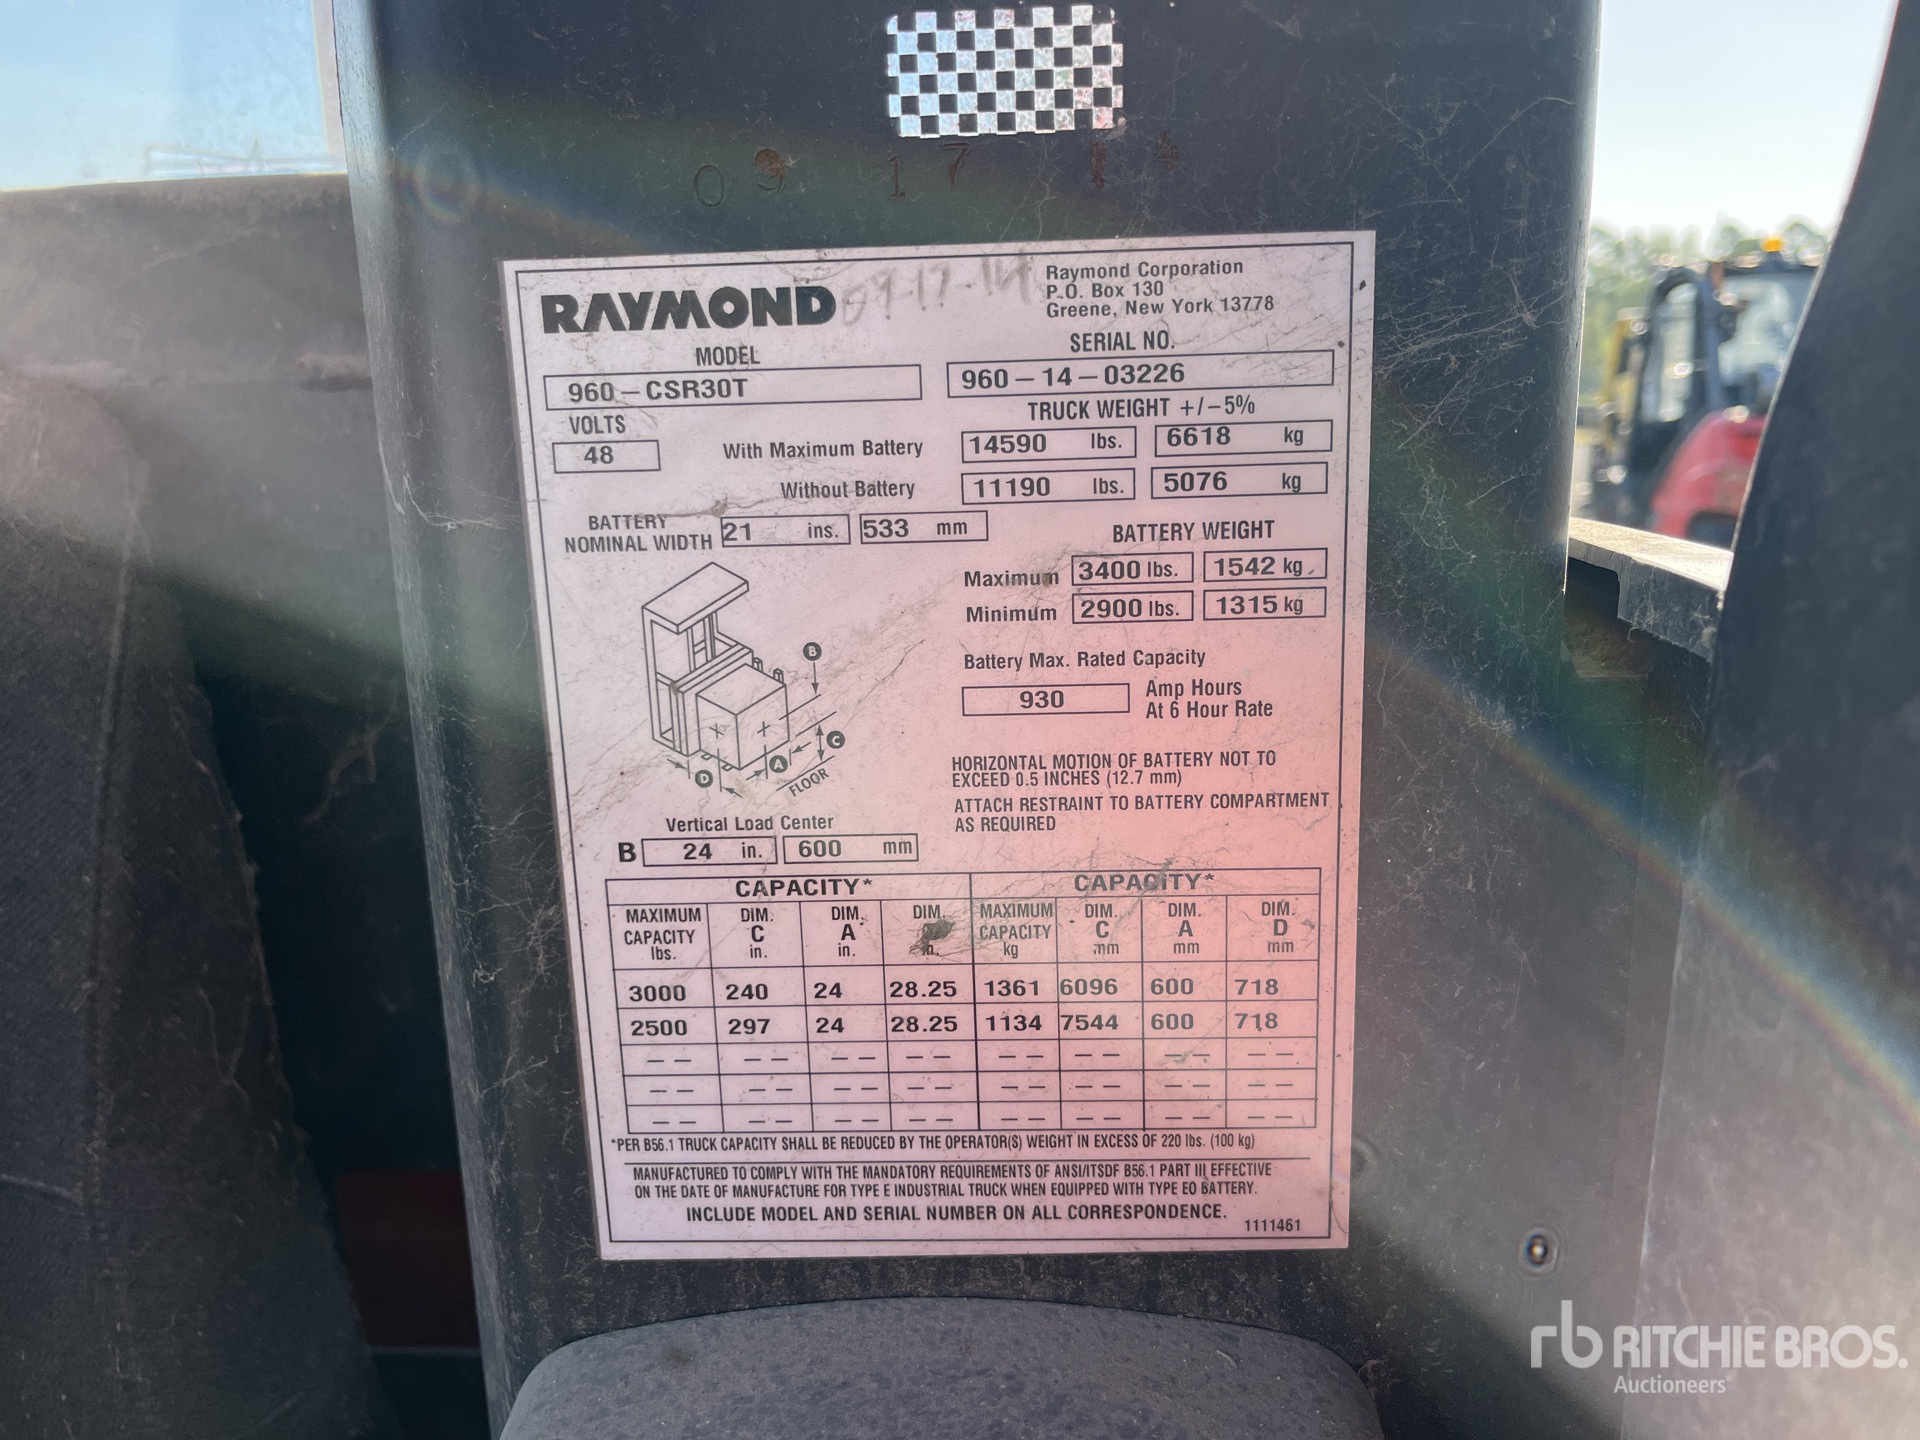 09 17 14
RAYMOND
09-17-14
Raymond Corporation
P.O. Box 130
Greene, New York 13778
MODEL
960-CSR30T
SERIAL NO.
960-14-03226
VOLTS
48
TRUCK WEIGHT +/-5%
With Maximum Battery 14590 lbs. 6618 kg
Without Battery 11190 lbs. 5076 kg
BATTERY
NOMINAL WIDTH 21 ins. 533 mm
BATTERY WEIGHT
Maximum 3400 lbs. 1542 kg
Minimum 2900 lbs. 1315 kg
Battery Max. Rated Capacity
930 Amp Hours
At 6 Hour Rate
B
C
A
D
FLOOR
HORIZONTAL MOTION OF BATTERY NOT TO
EXCEED 0.5 INCHES (12.7 mm)
ATTACH RESTRAINT TO BATTERY COMPARTMENT
AS REQUIRED
Vertical Load Center
B 24 in. 600 mm
CAPACITY* CAPACITY*
MAXIMUM DIM. DIM. DIM. MAXIMUM DIM. DIM. DIM.
CAPACITY C A CAPACITY C A D
lbs. in. in. in. kg mm mm mm
3000 240 24 28.25 1361 6096 600 718
2500 297 24 28.25 1134 7544 600 718
-- -- -- -- -- -- -- --
-- -- -- -- -- -- -- --
-- -- -- -- -- -- -- --
*PER B56.1 TRUCK CAPACITY SHALL BE REDUCED BY THE OPERATOR(S) WEIGHT IN EXCESS OF 220 lbs. (100 kg)
MANUFACTURED TO COMPLY WITH THE MANDATORY REQUIREMENTS OF ANSI/ITSDF B56.1 PART III EFFECTIVE
ON THE DATE OF MANUFACTURE FOR TYPE E INDUSTRIAL TRUCK WHEN EQUIPPED WITH TYPE EO BATTERY.
INCLUDE MODEL AND SERIAL NUMBER ON ALL CORRESPONDENCE.
1111461
rb RITCHIE BROS.
Auctioneers